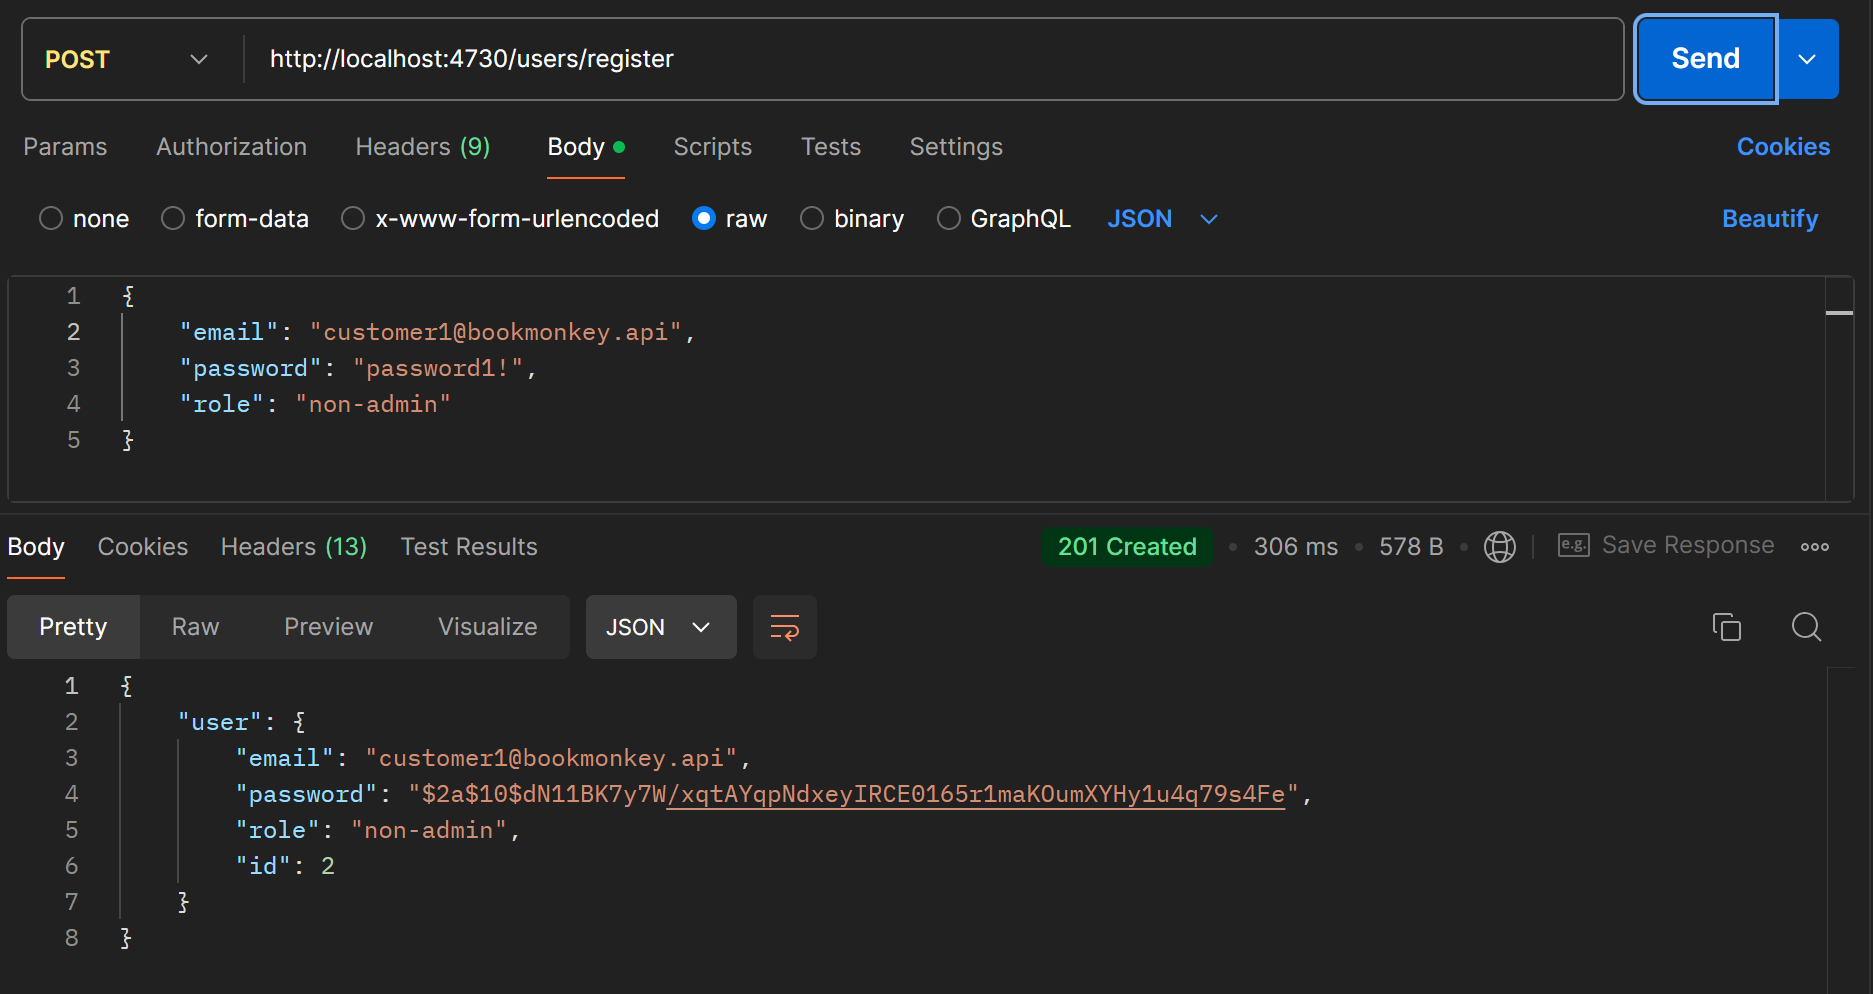 POST http://localhost:4730/users/register Send
Params Authorization Headers (9) Body Scripts Tests Settings Cookies
none form-data x-www-form-urlencoded raw binary GraphQL JSON Beautify
1 {
2 "email": "customer1@bookmonkey.api",
3 "password": "password1!",
4 "role": "non-admin"
5 }
Body Cookies Headers (13) Test Results 201 Created 306 ms 578 B e.g. Save Response
Pretty Raw Preview Visualize JSON
1 {
2 "user": {
3 "email": "customer1@bookmonkey.api",
4 "password": "$2a$10$dN11BK7y7W/xqtAYqpNdxeyIRCE0165r1maKOumXYHy1u4q79s4Fe",
5 "role": "non-admin",
6 "id": 2
7 }
8 }